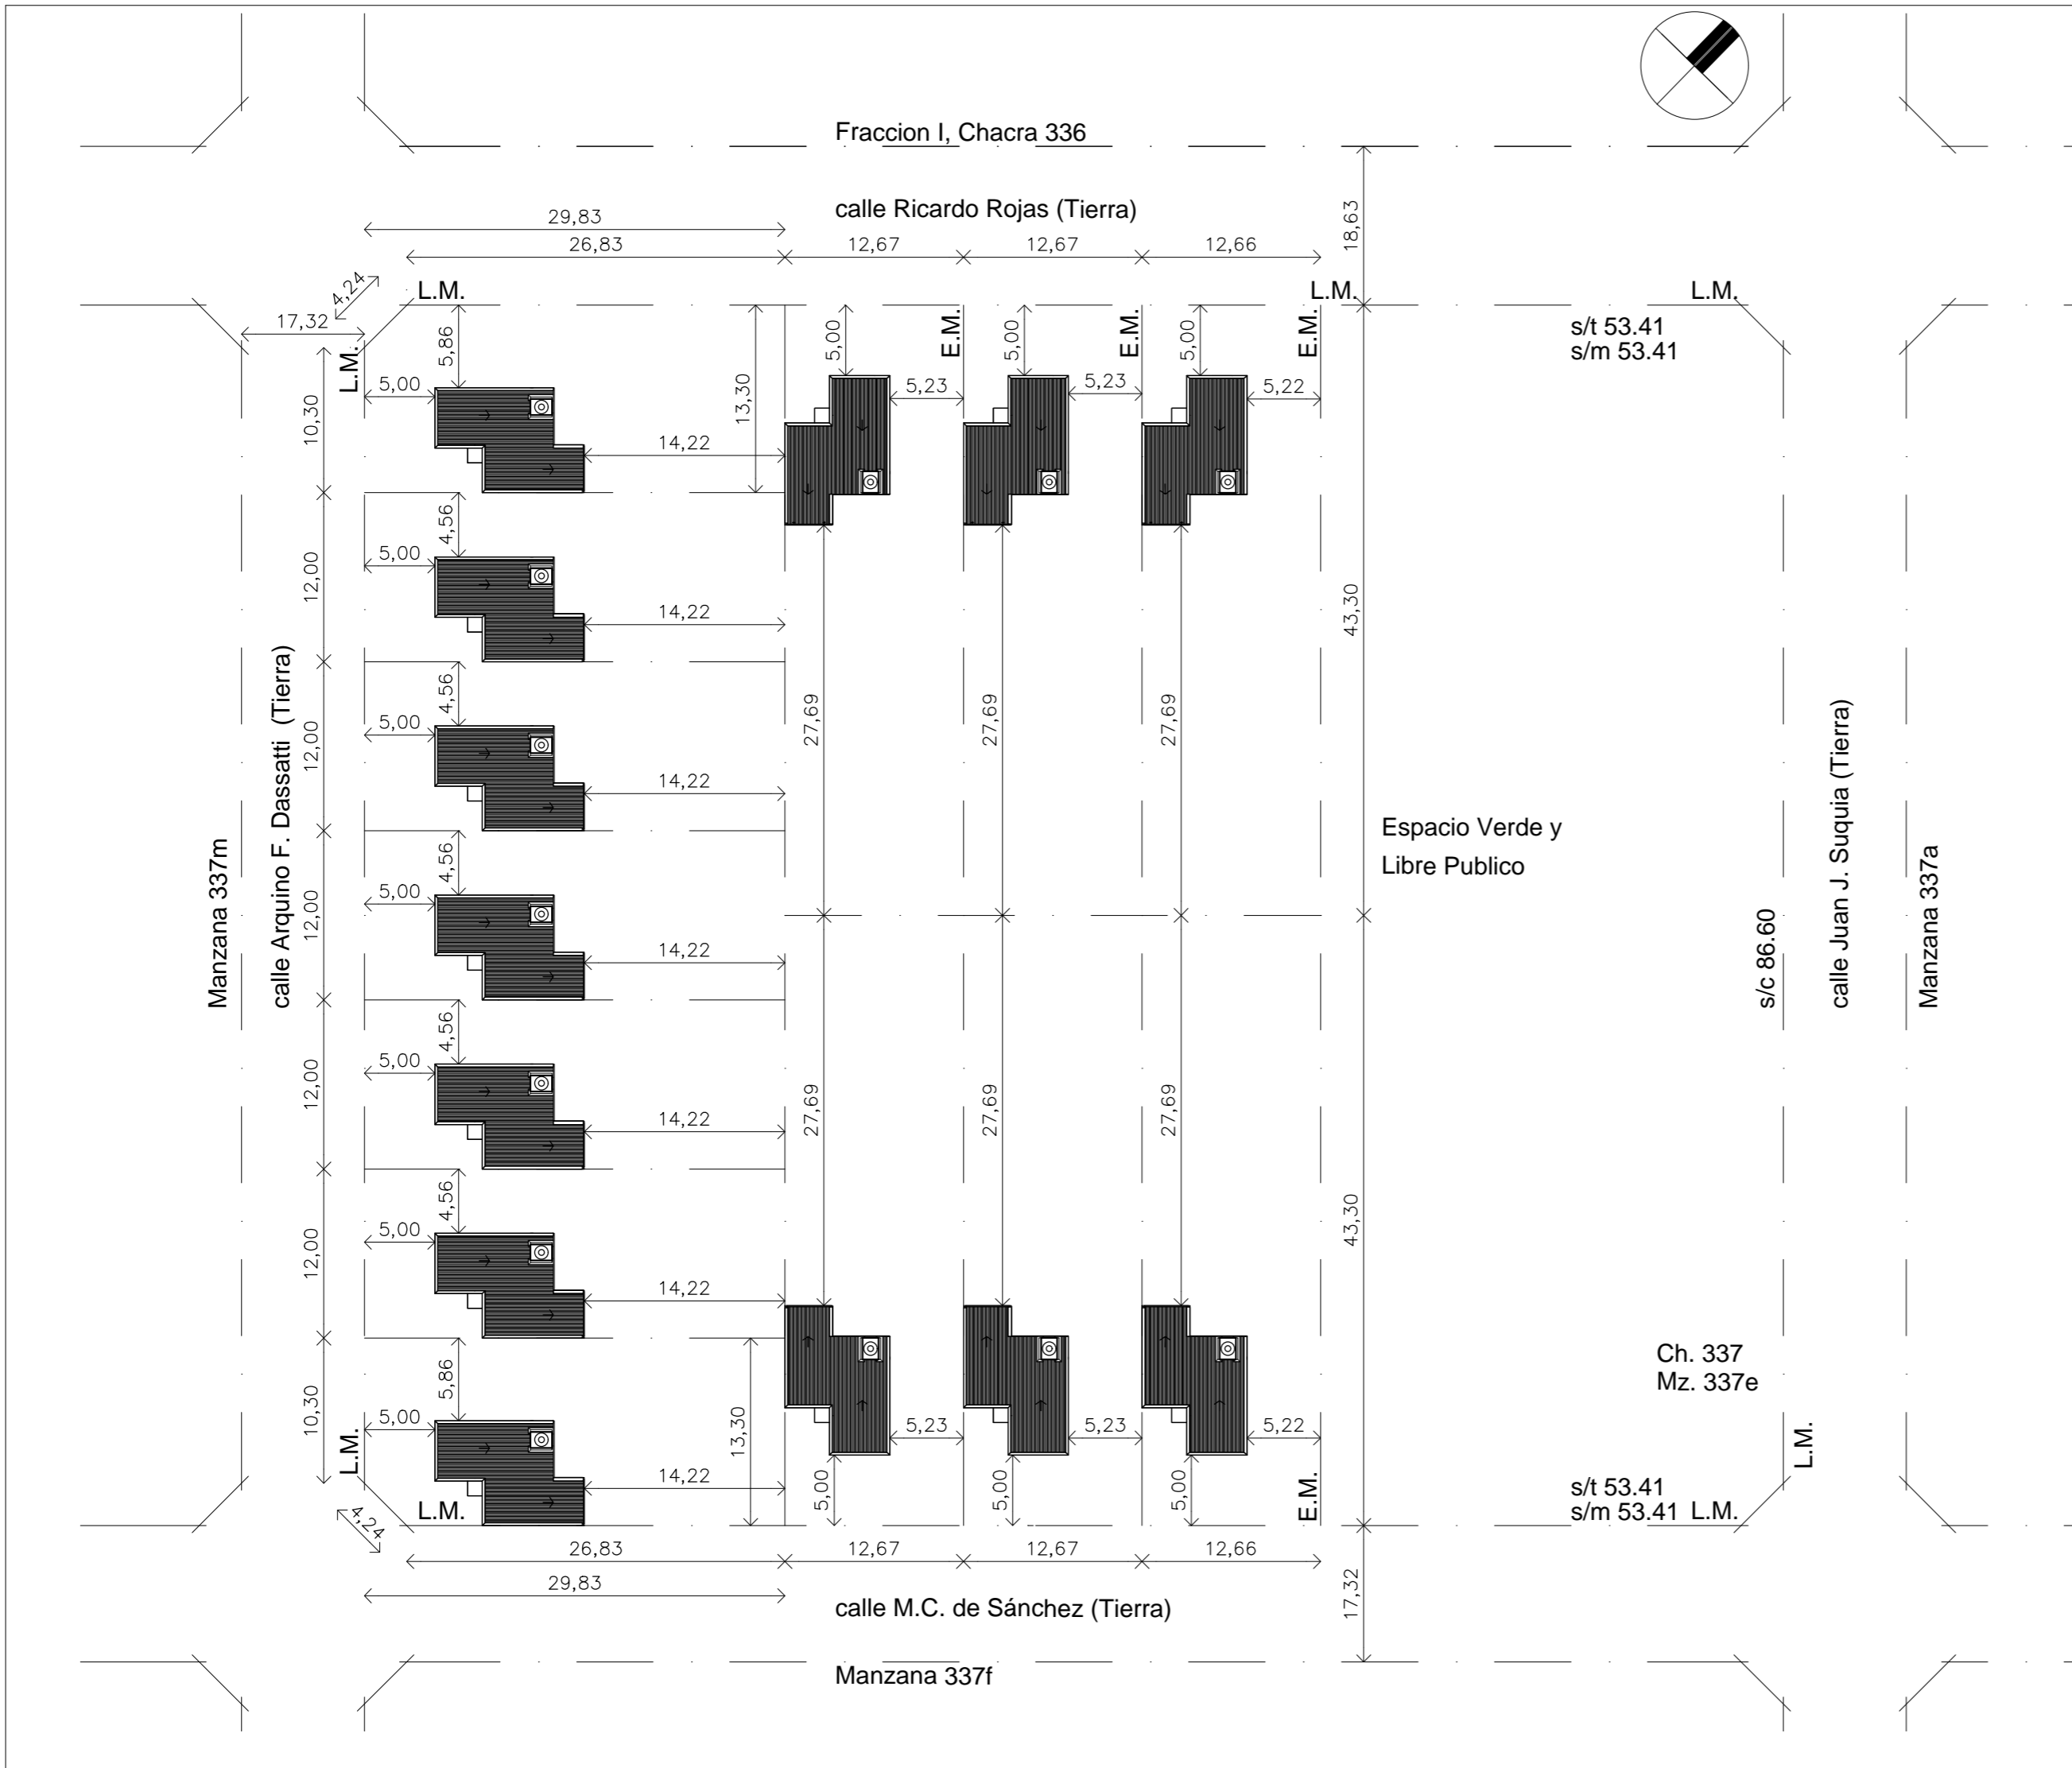 Fraccion I, Chacra 336
calle Ricardo Rojas (Tierra)
29,83
26,83
12,67
12,67
12,66
18,63
4,24
L.M.
L.M.
L.M.
17,32
L.M.
5,86
5,00
E.M.
5,00
E.M.
5,00
E.M.
s/t 53.41
s/m 53.41
5,00
5,23
5,23
5,22
10,30
13,30
14,22
4,56
5,00
12,00
14,22
43,30
4,56
5,00
12,00
14,22
27,69
27,69
27,69
calle Arquino F. Dassatti (Tierra)
Manzana 337m
4,56
5,00
12,00
14,22
Espacio Verde y
Libre Publico
s/c 86.60
calle Juan J. Suquia (Tierra)
Manzana 337a
4,56
5,00
12,00
14,22
27,69
27,69
27,69
4,56
5,00
12,00
14,22
43,30
5,86
5,00
10,30
13,30
14,22
5,23
5,23
5,22
Ch. 337
Mz. 337e
L.M.
L.M.
L.M.
5,00
5,00
5,00
E.M.
s/t 53.41
s/m 53.41 L.M.
4,24
26,83
12,67
12,67
12,66
29,83
17,32
calle M.C. de Sánchez (Tierra)
Manzana 337f